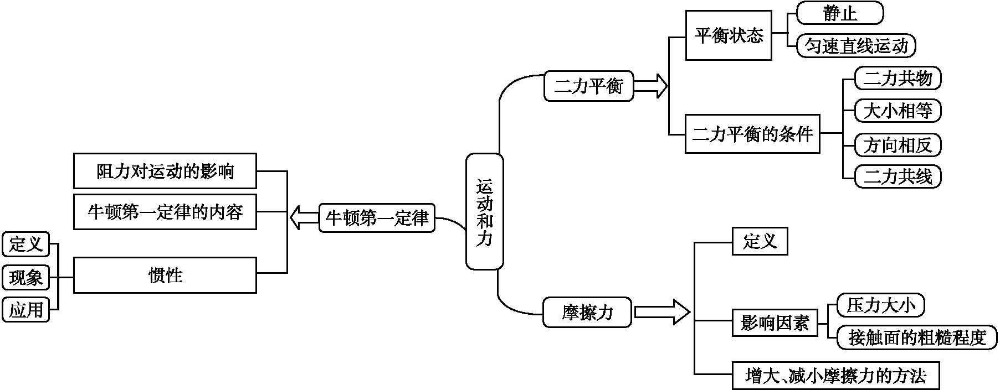 静止
平衡状态
匀速直线运动
二力平衡
二力共物
大小相等
二力平衡的条件
方向相反
二力共线
阻力对运动的影响
牛顿第一定律的内容
牛顿第一定律
运动和力
定义
现象
应用
惯性
定义
摩擦力
压力大小
影响因素
接触面的粗糙程度
增大、减小摩擦力的方法